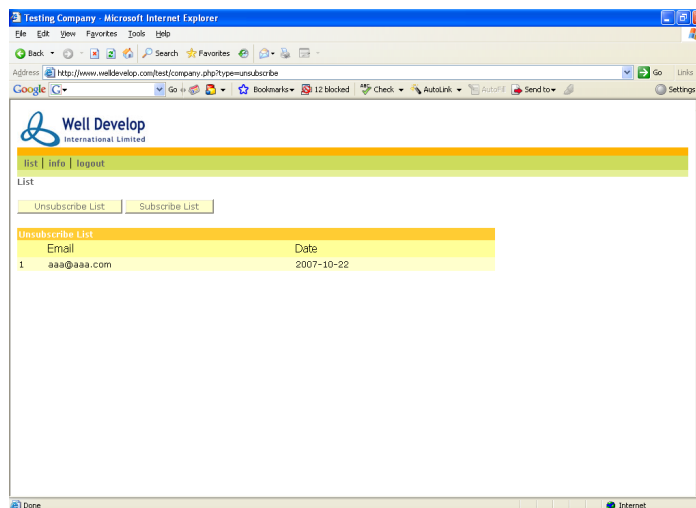 Testing Company - Microsoft Internet Explorer
File Edit View Favorites Tools Help
Back Search Favorites
Address http://www.welldevelop.com/test/company.php?type=unsubscribe Go Links
Google G Go Bookmarks 12 blocked ABC Check AutoLink AutoFill Send to Settings
Well Develop
International Limited
list | info | logout
List
Unsubscribe List Subscribe List
Unsubscribe List
Email Date
1 aaa@aaa.com 2007-10-22
Done Internet